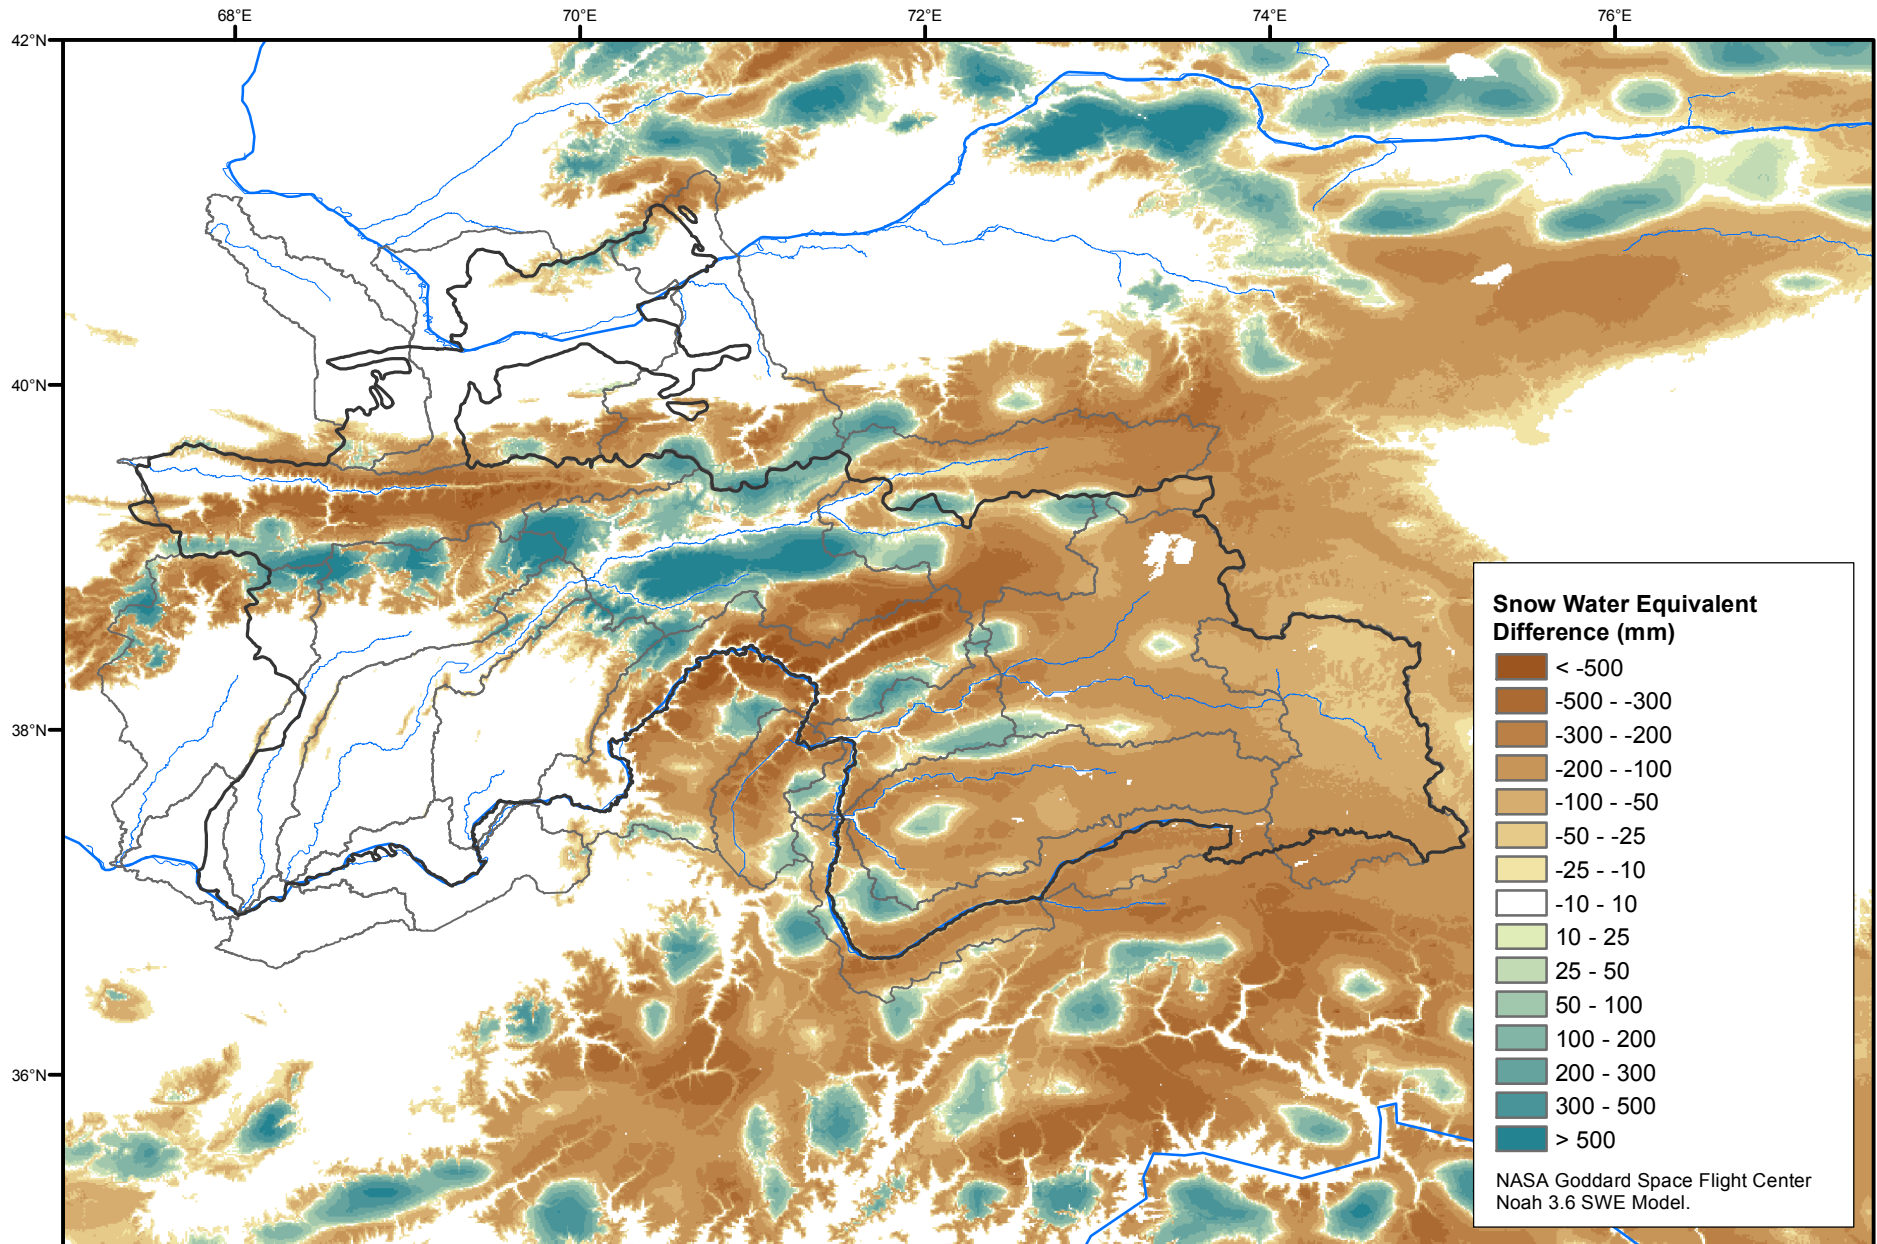 68°E 70°E 72°E 74°E 76°E
42°N
40°N
38°N
36°N
Snow Water Equivalent
Difference (mm)
< -500
-500 - -300
-300 - -200
-200 - -100
-100 - -50
-50 - -25
-25 - -10
-10 - 10
10 - 25
25 - 50
50 - 100
100 - 200
200 - 300
300 - 500
> 500
NASA Goddard Space Flight Center
Noah 3.6 SWE Model.